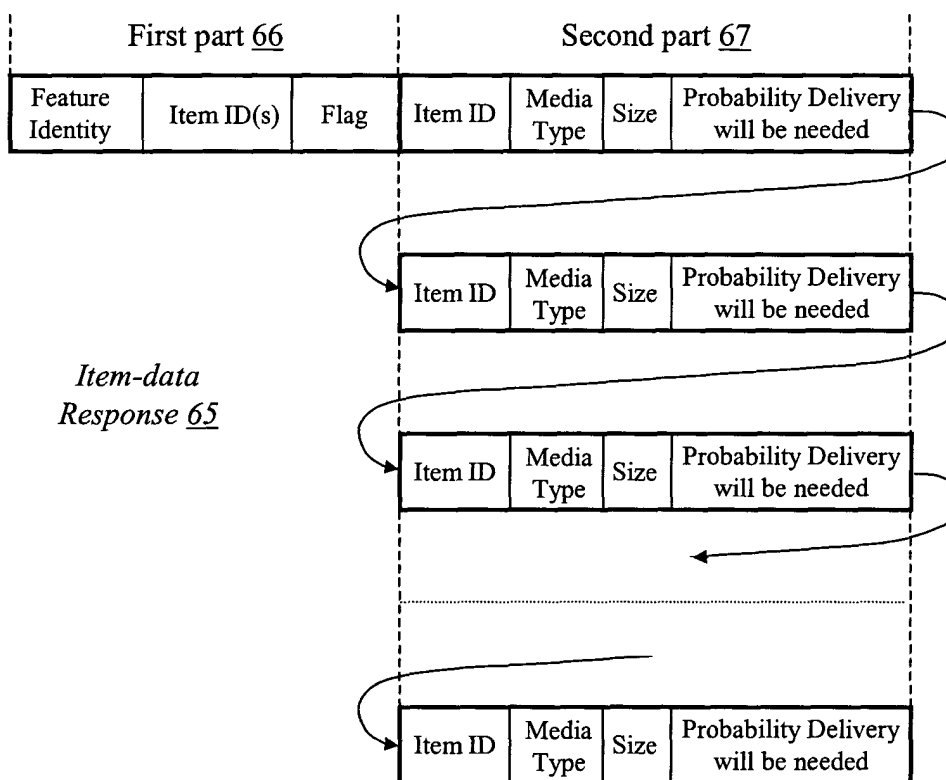 First part 66
Second part 67
Feature Identity
Item ID(s)
Flag
Item ID
Media Type
Size
Probability Delivery will be needed
Item ID
Media Type
Size
Probability Delivery will be needed
Item-data
Response 65
Item ID
Media Type
Size
Probability Delivery will be needed
Item ID
Media Type
Size
Probability Delivery will be needed